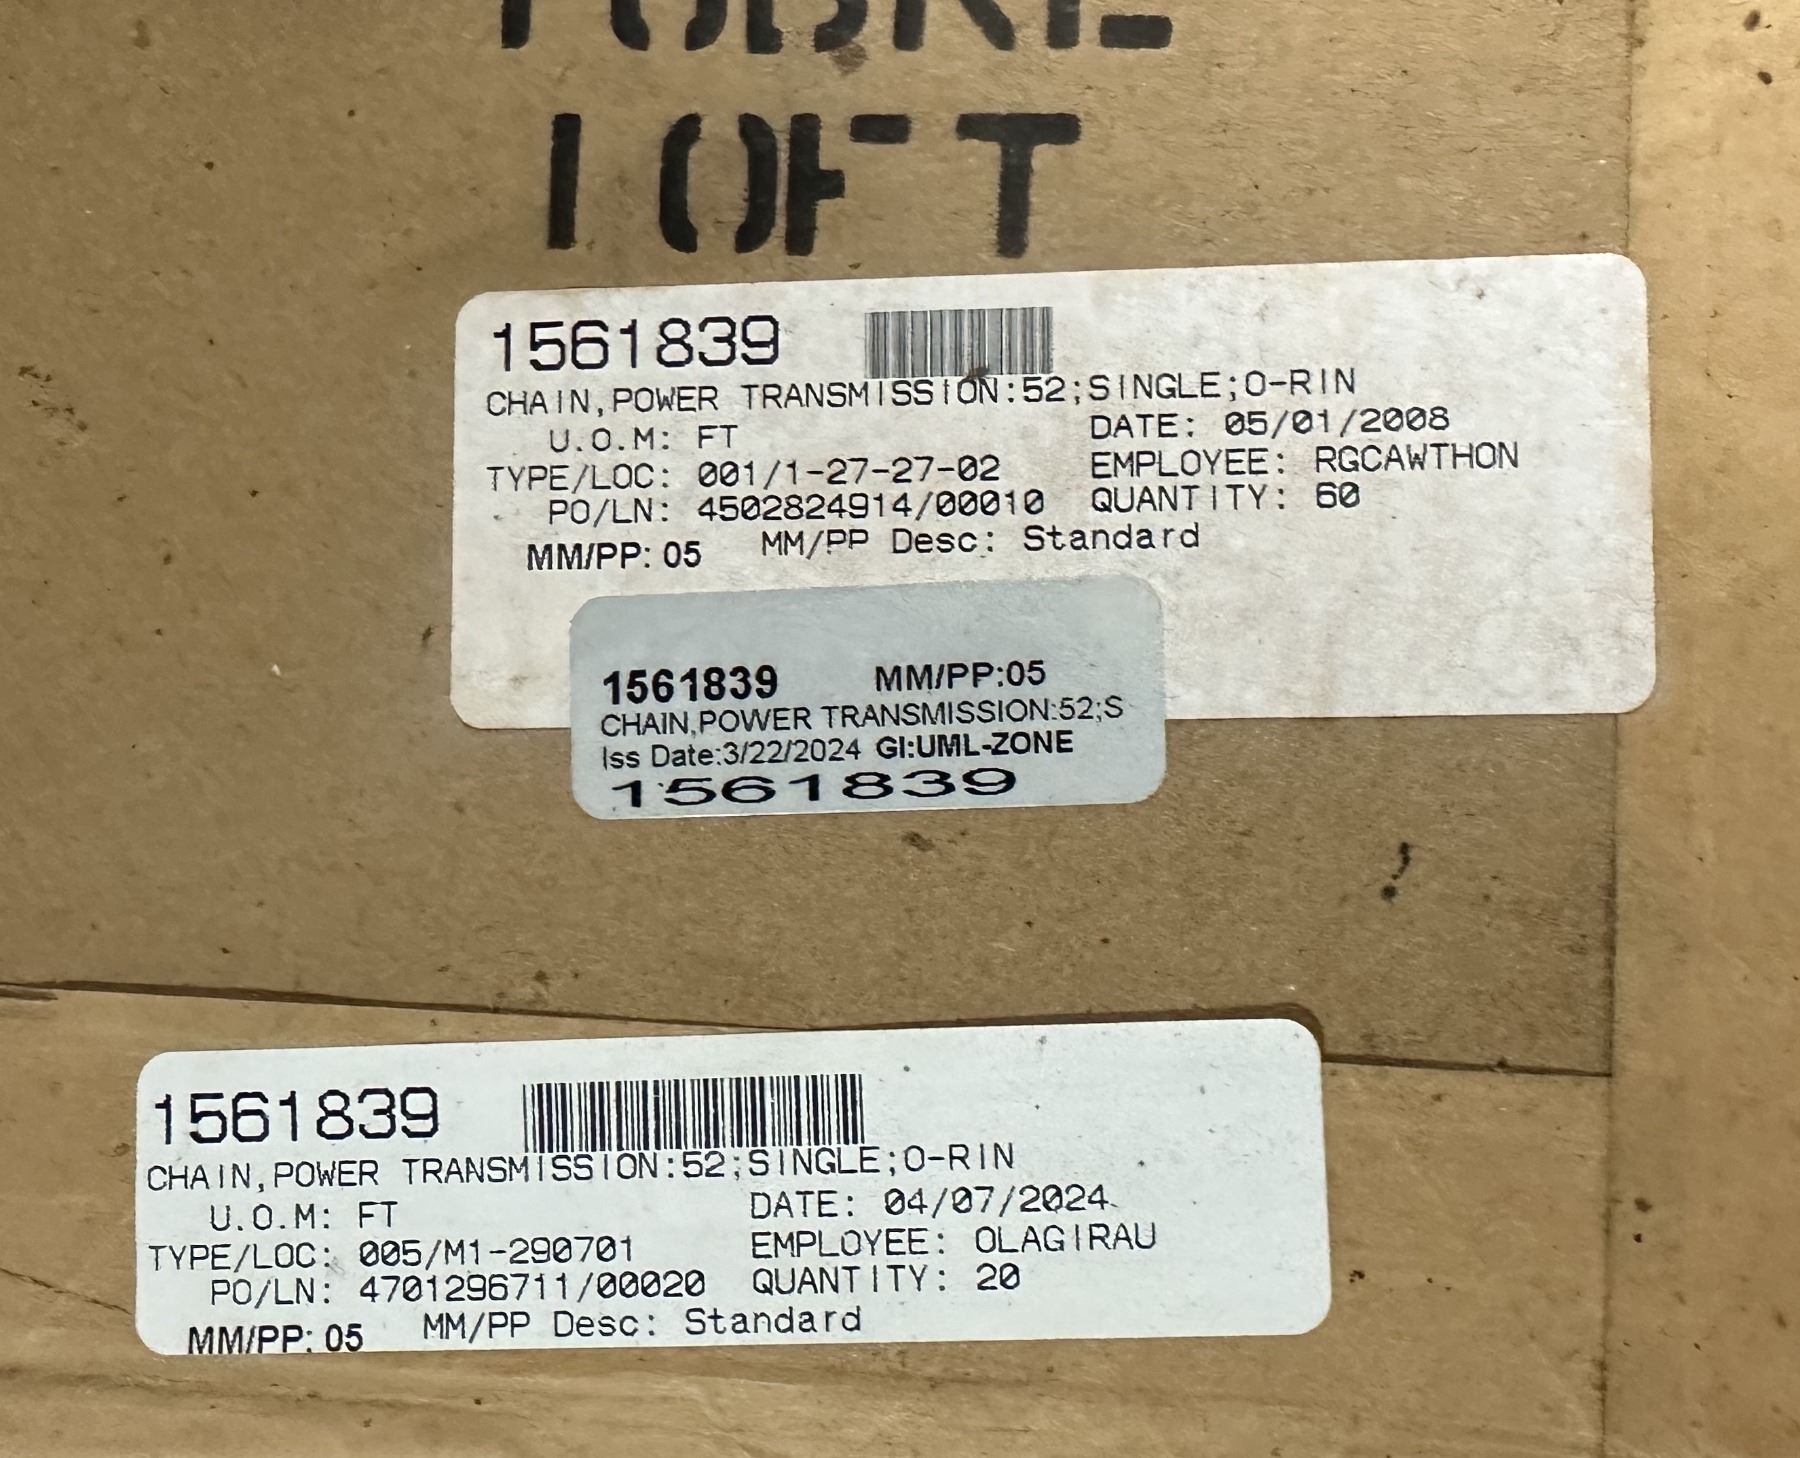 LOFT
1561839
CHAIN,POWER TRANSMISSION:52;SINGLE;O-RIN
U.O.M: FT DATE: 05/01/2008
TYPE/LOC: 001/1-27-27-02 EMPLOYEE: RGCAWTHON
PO/LN: 4502824914/00010 QUANTITY: 60
MM/PP: 05 MM/PP Desc: Standard
1561839 MM/PP:05
CHAIN,POWER TRANSMISSION:52;S
Iss Date:3/22/2024 GI:UML-ZONE
1561839
1561839
CHAIN,POWER TRANSMISSION:52;SINGLE;O-RIN
U.O.M: FT DATE: 04/07/2024
TYPE/LOC: 005/M1-290701 EMPLOYEE: OLAGIRAU
PO/LN: 4701296711/00020 QUANTITY: 20
MM/PP: 05 MM/PP Desc: Standard